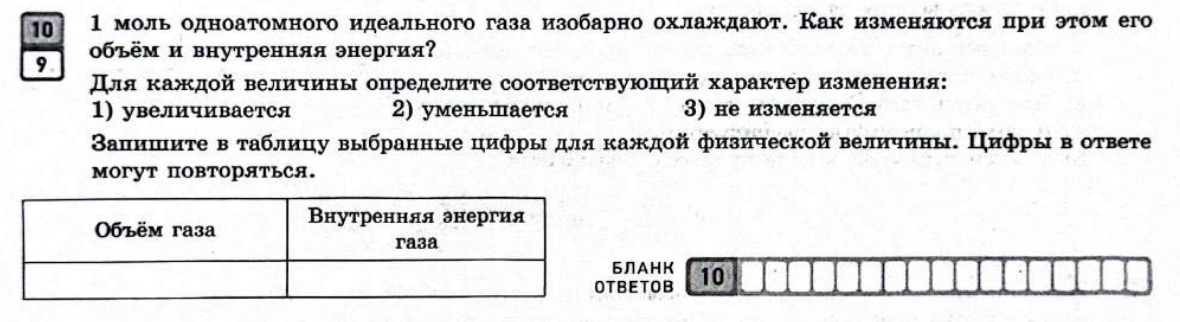 10
9
1 моль одноатомного идеального газа изобарно охлаждают. Как изменяются при этом его
объём и внутренняя энергия?
Для каждой величины определите соответствующий характер изменения:
1) увеличивается 2) уменьшается 3) не изменяется
Запишите в таблицу выбранные цифры для каждой физической величины. Цифры в ответе
могут повторяться.
Объём газа
Внутренняя энергия
газа
БЛАНК
ОТВЕТОВ
10